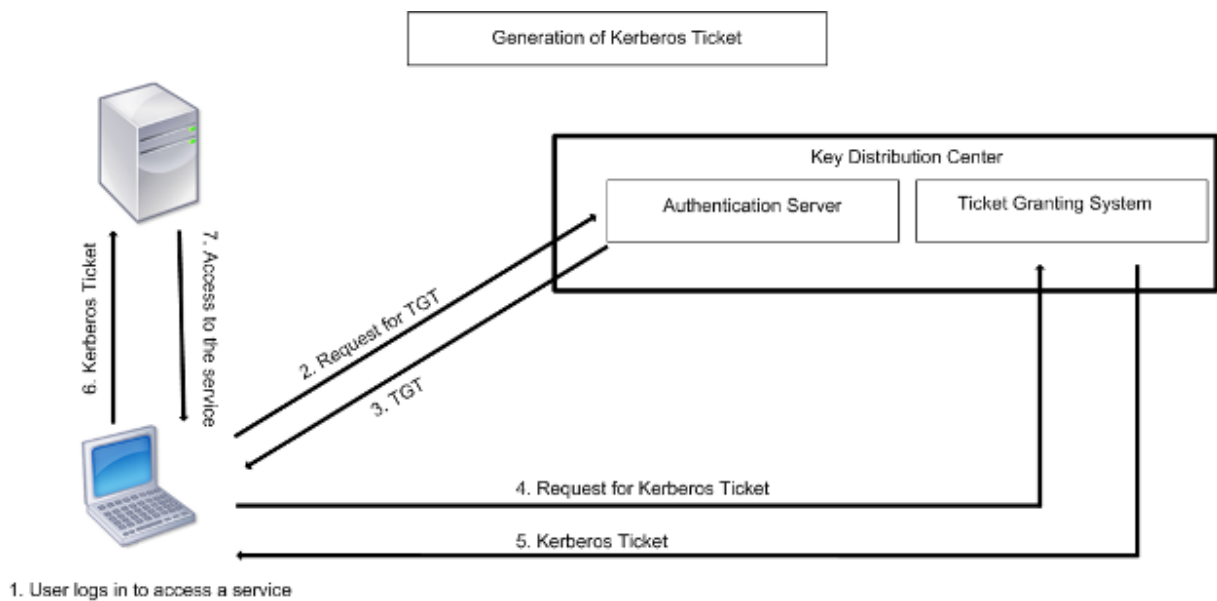 Generation of Kerberos Ticket
Key Distribution Center
Authentication Server
Ticket Granting System
6. Kerberos Ticket
7. Access to the service
2. Request for TGT
3. TGT
4. Request for Kerberos Ticket
5. Kerberos Ticket
1. User logs in to access a service